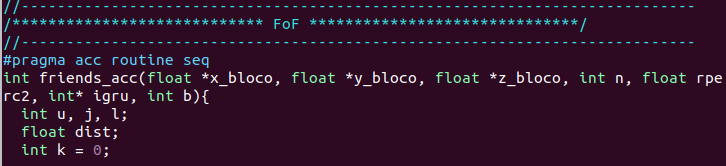 //---------------------------------------------------------------------------
/**************************** FoF ******************************/
//---------------------------------------------------------------------------
#pragma acc routine seq
int friends_acc(float *x_bloco, float *y_bloco, float *z_bloco, int n, float rpe
rc2, int* igru, int b){
  int u, j, l;
  float dist;
  int k = 0;